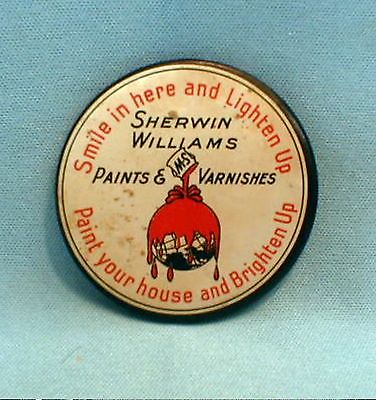 Smile in here and Lighten Up
SHERWIN
WILLIAMS
SWP
PAINTS & VARNISHES
Paint your house and Brighten Up